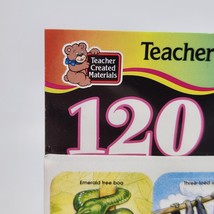 Teacher
Teacher
Created
Materials
120
Emerald tree boa
Three-toed